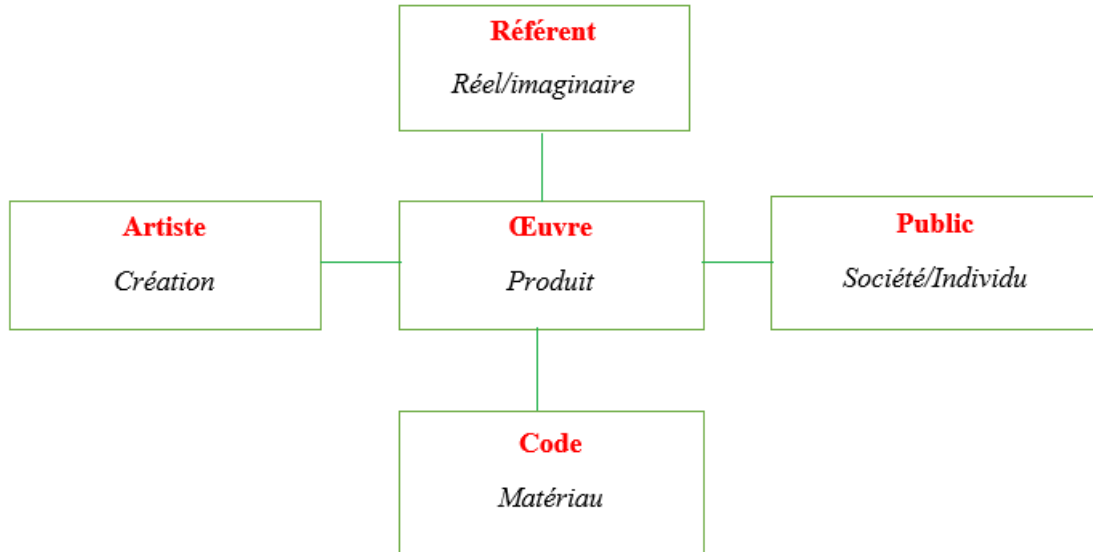 Référent
Réel/imaginaire
Artiste
Création
Œuvre
Produit
Public
Société/Individu
Code
Matériau